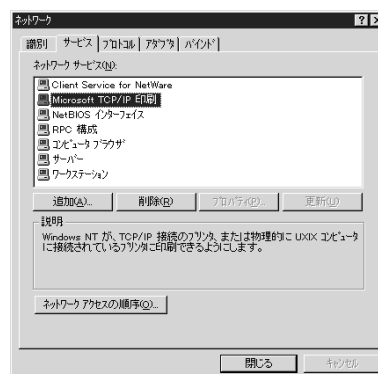 ネットワーク
識別 サービス プロトコル アダプタ バインド
ネットワーク サービス(N):
Client Service for NetWare
Microsoft TCP/IP 印刷
NetBIOS インターフェイス
RPC 構成
コンピュータ ブラウザ
サーバー
ワークステーション
追加(A)... 削除(R) プロパティ(P)... 更新(U)
説明
Windows NT が、TCP/IP 接続のプリンタ、または物理的に UXIX コンピュータ
に接続されているプリンタに印刷できるようにします。
ネットワーク アクセスの順序(O)...
閉じる キャンセル